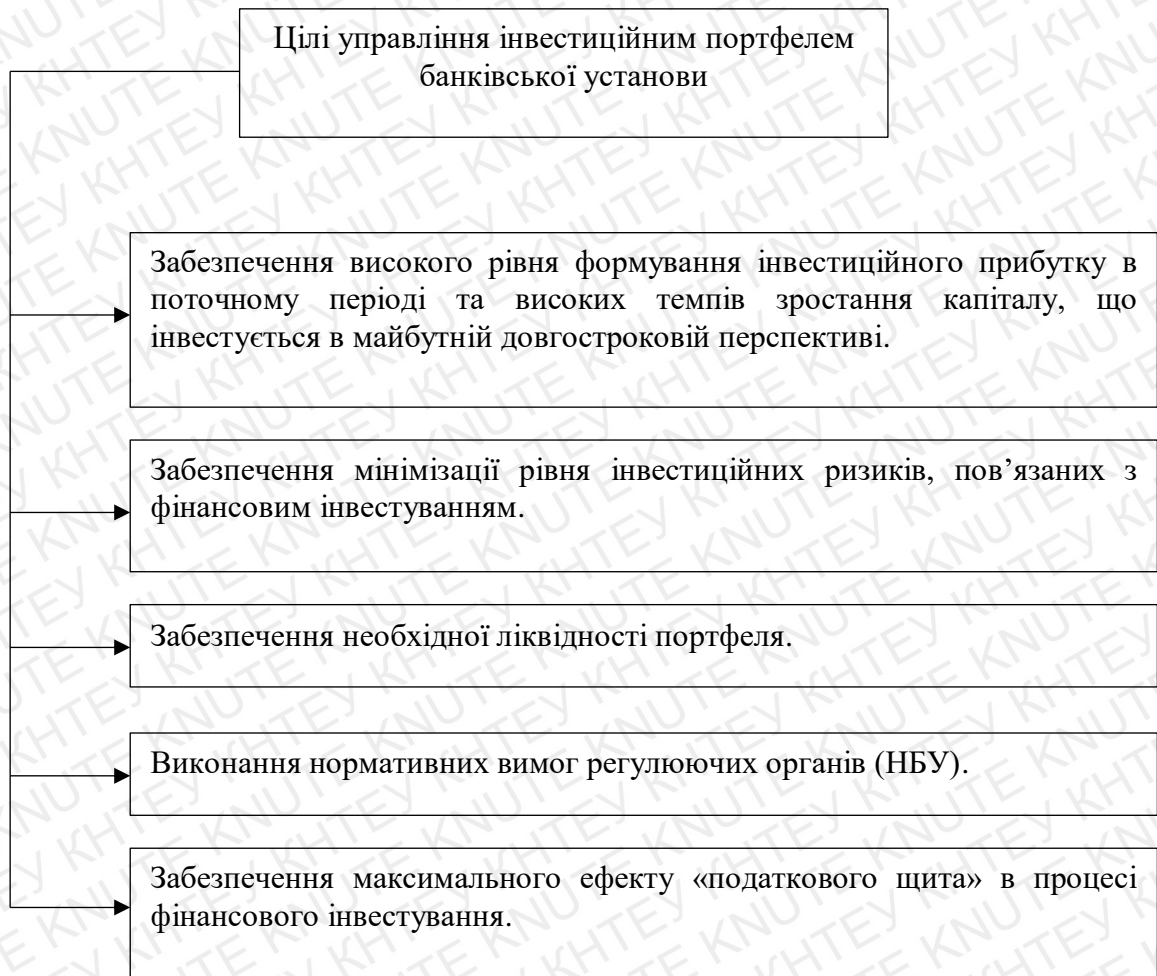 Цілі управління інвестиційним портфелем
банківської установи
Забезпечення високого рівня формування інвестиційного прибутку в
поточному періоді та високих темпів зростання капіталу, що
інвестується в майбутній довгостроковій перспективі.
Забезпечення мінімізації рівня інвестиційних ризиків, пов’язаних з
фінансовим інвестуванням.
Забезпечення необхідної ліквідності портфеля.
Виконання нормативних вимог регулюючих органів (НБУ).
Забезпечення максимального ефекту «податкового щита» в процесі
фінансового інвестування.